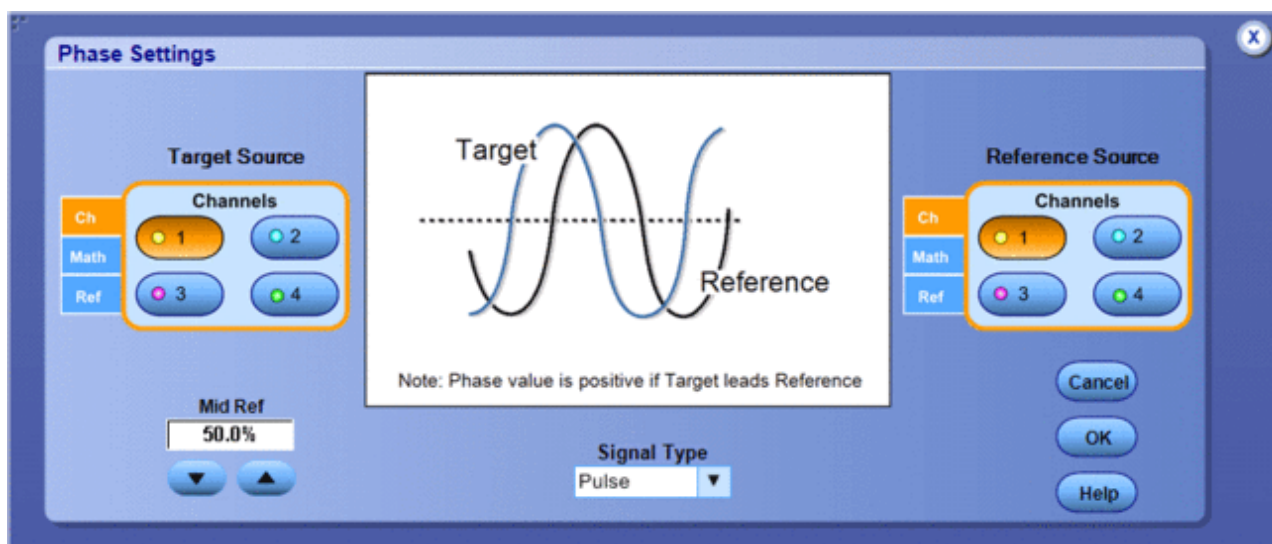 X
Phase Settings
Target Source
Channels
Ch
Math
Ref
1
2
3
4
Mid Ref
50.0%
Target
Reference
Note: Phase value is positive if Target leads Reference
Signal Type
Pulse
Reference Source
Channels
Ch
Math
Ref
1
2
3
4
Cancel
OK
Help